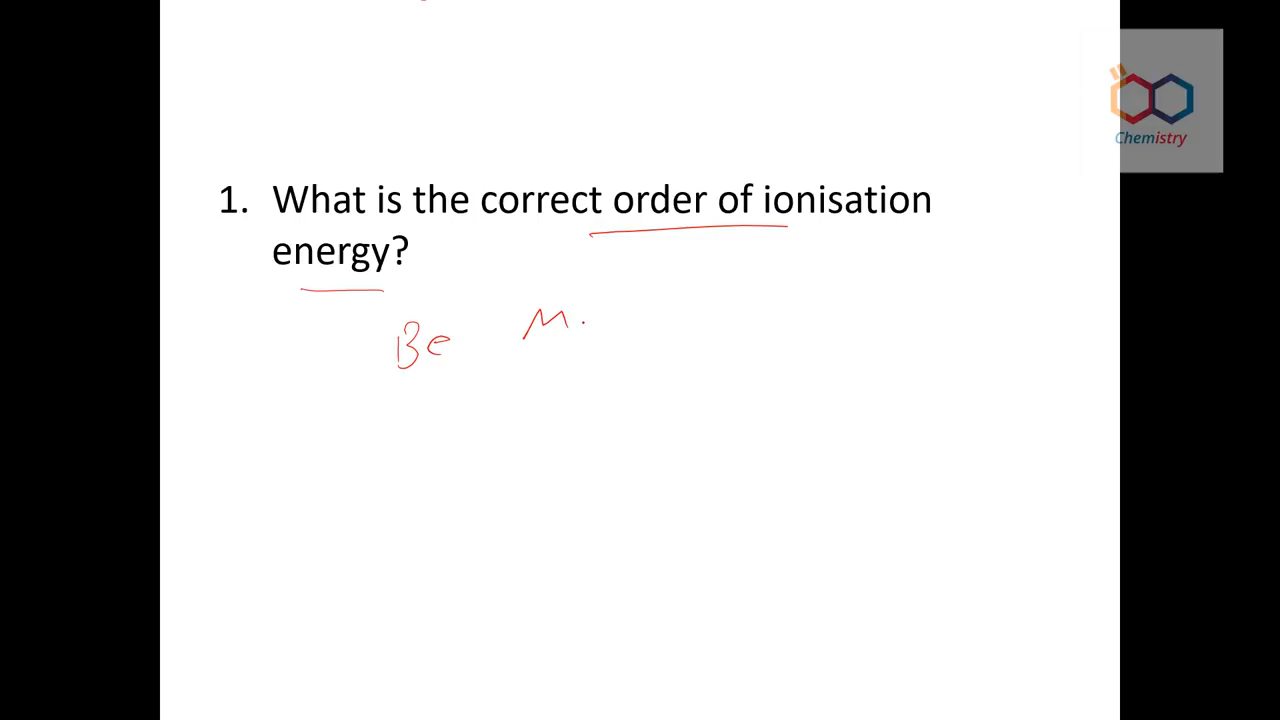 Chemistry
1. What is the correct order of ionisation
energy?
Be M.